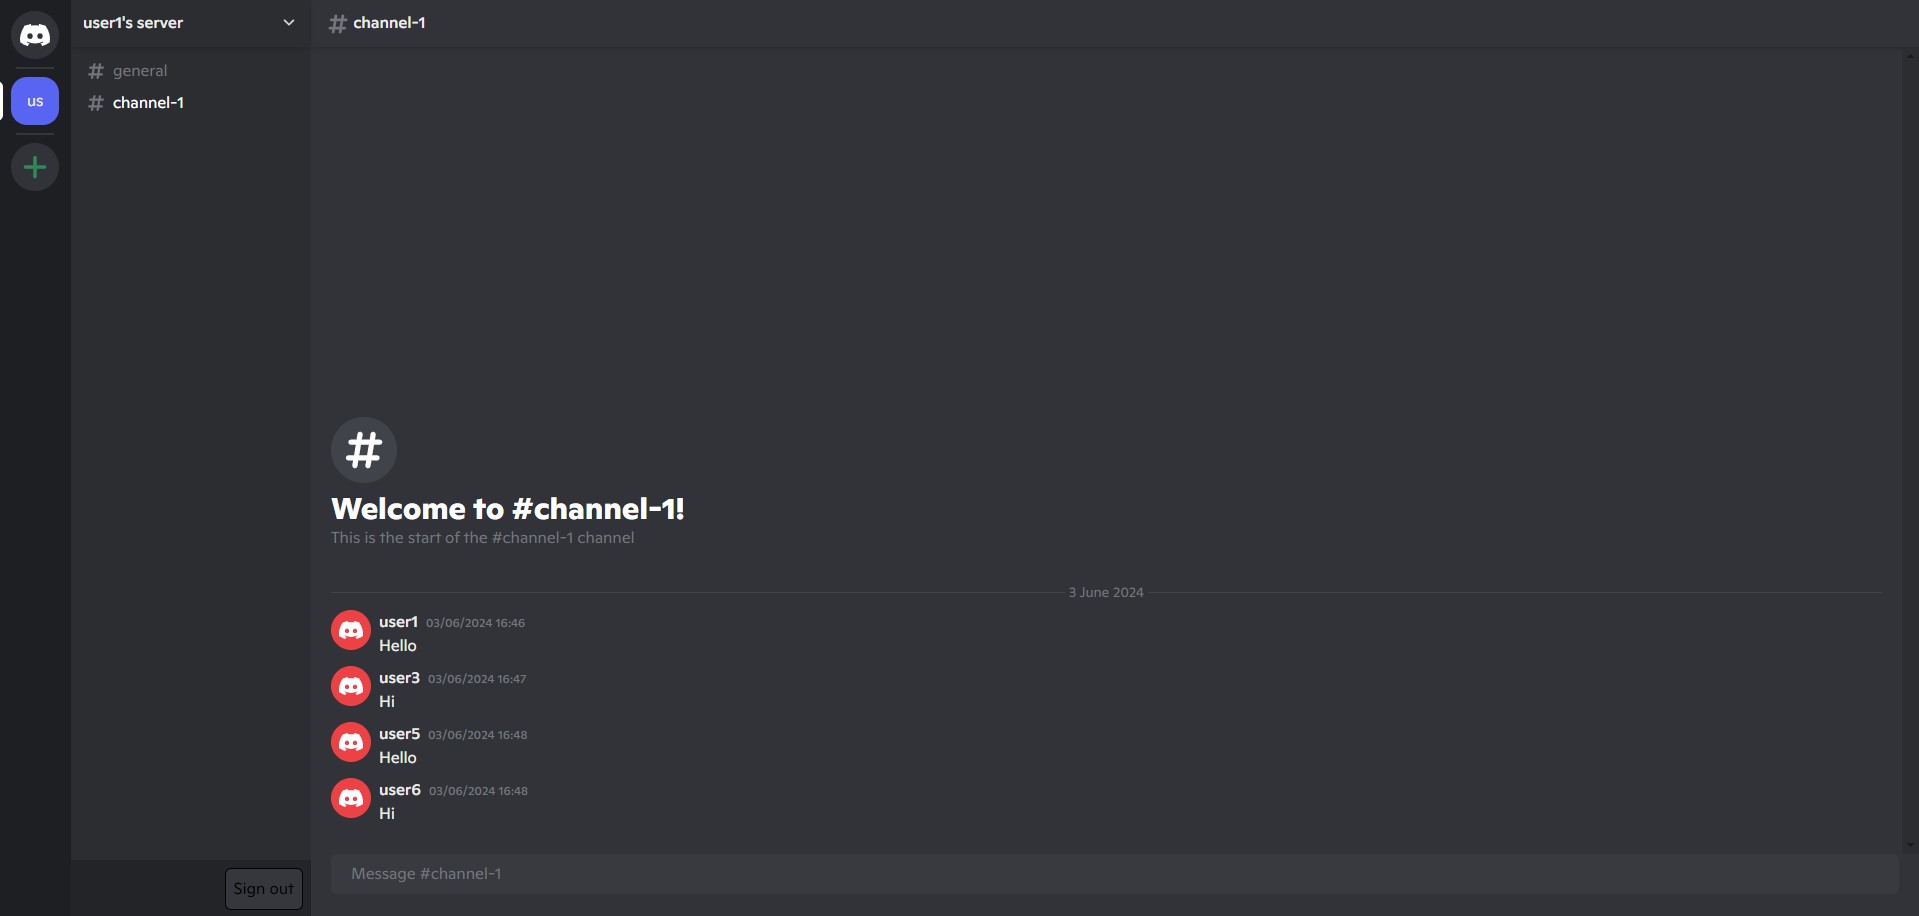 user1's server
# channel-1
# general
us
# channel-1
#
Welcome to #channel-1!
This is the start of the #channel-1 channel
3 June 2024
user1 03/06/2024 16:46
Hello
user3 03/06/2024 16:47
Hi
user5 03/06/2024 16:48
Hello
user6 03/06/2024 16:48
Hi
Message #channel-1
Sign out